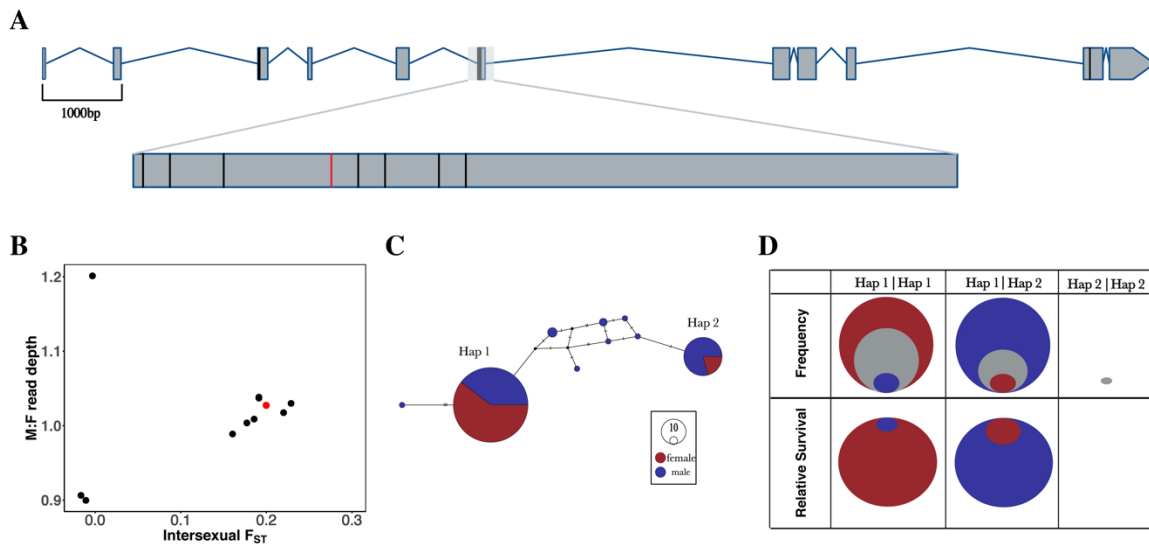 A
1000bp
B
M:F read depth
1.2
1.1
1.0
0.9
0.0 0.1 0.2 0.3
Intersexual FST
C
Hap 1
Hap 2
10
female
male
D
Hap 1 | Hap 1 Hap 1 | Hap 2 Hap 2 | Hap 2
Frequency
Relative Survival